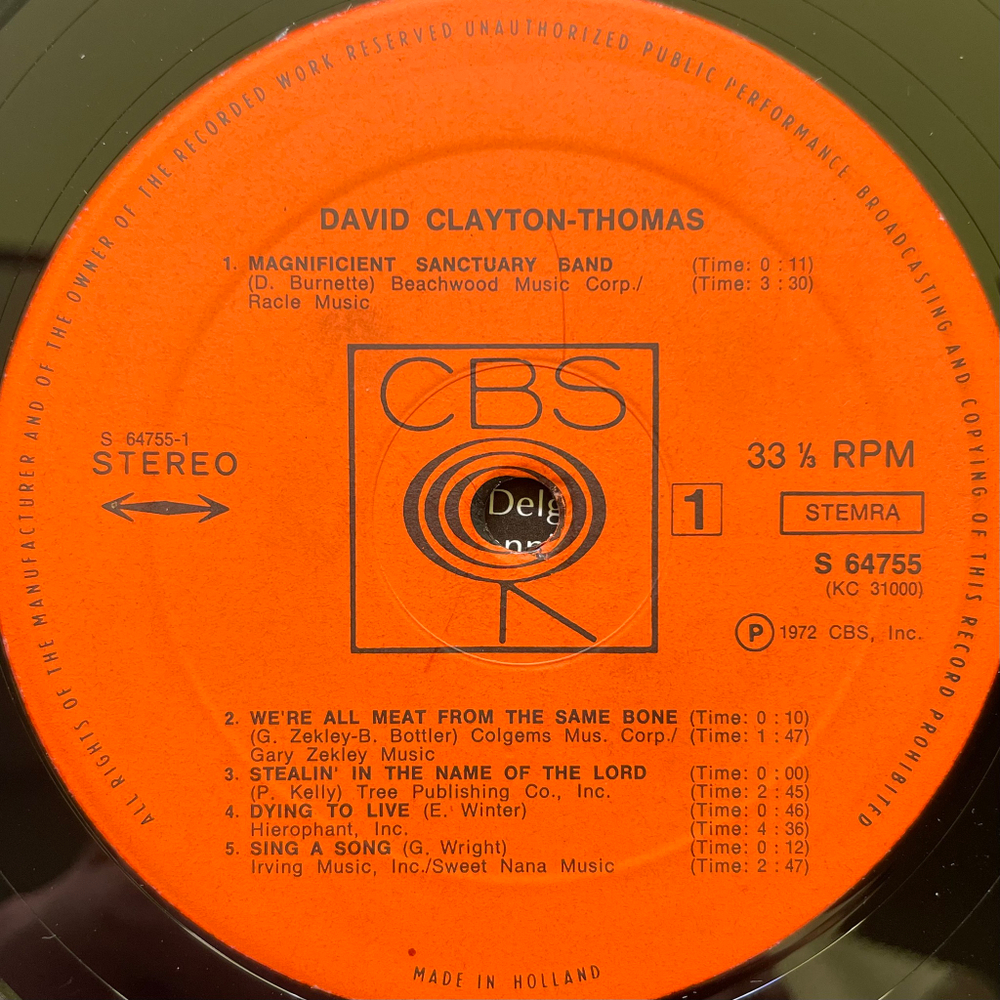 ALL RIGHTS OF THE MANUFACTURER AND OF THE OWNER OF THE RECORDED WORK RESERVED UNAUTHORIZED PUBLIC PERFORMANCE BROADCASTING AND COPYING OF THIS RECORD PROHIBITED
DAVID CLAYTON-THOMAS
1. MAGNIFICIENT SANCTUARY BAND (Time: 0 : 11)
(D. Burnette) Beachwood Music Corp./ (Time: 3 : 30)
Racle Music
CBS
S 64755-1
STEREO
33 ⅓ RPM
Delg
1
STEMRA
S 64755
(KC 31000)
Ⓟ 1972 CBS, Inc.
2. WE'RE ALL MEAT FROM THE SAME BONE (Time: 0 : 10)
(G. Zekley-B. Bottler) Colgems Mus. Corp./ (Time: 1 : 47)
Gary Zekley Music
3. STEALIN' IN THE NAME OF THE LORD (Time: 0 : 00)
(P. Kelly) Tree Publishing Co., Inc. (Time: 2 : 45)
4. DYING TO LIVE (E. Winter) (Time: 0 : 46)
Hierophant, Inc. (Time: 4 : 36)
5. SING A SONG (G. Wright) (Time: 0 : 12)
Irving Music, Inc./Sweet Nana Music (Time: 2 : 47)
MADE IN HOLLAND